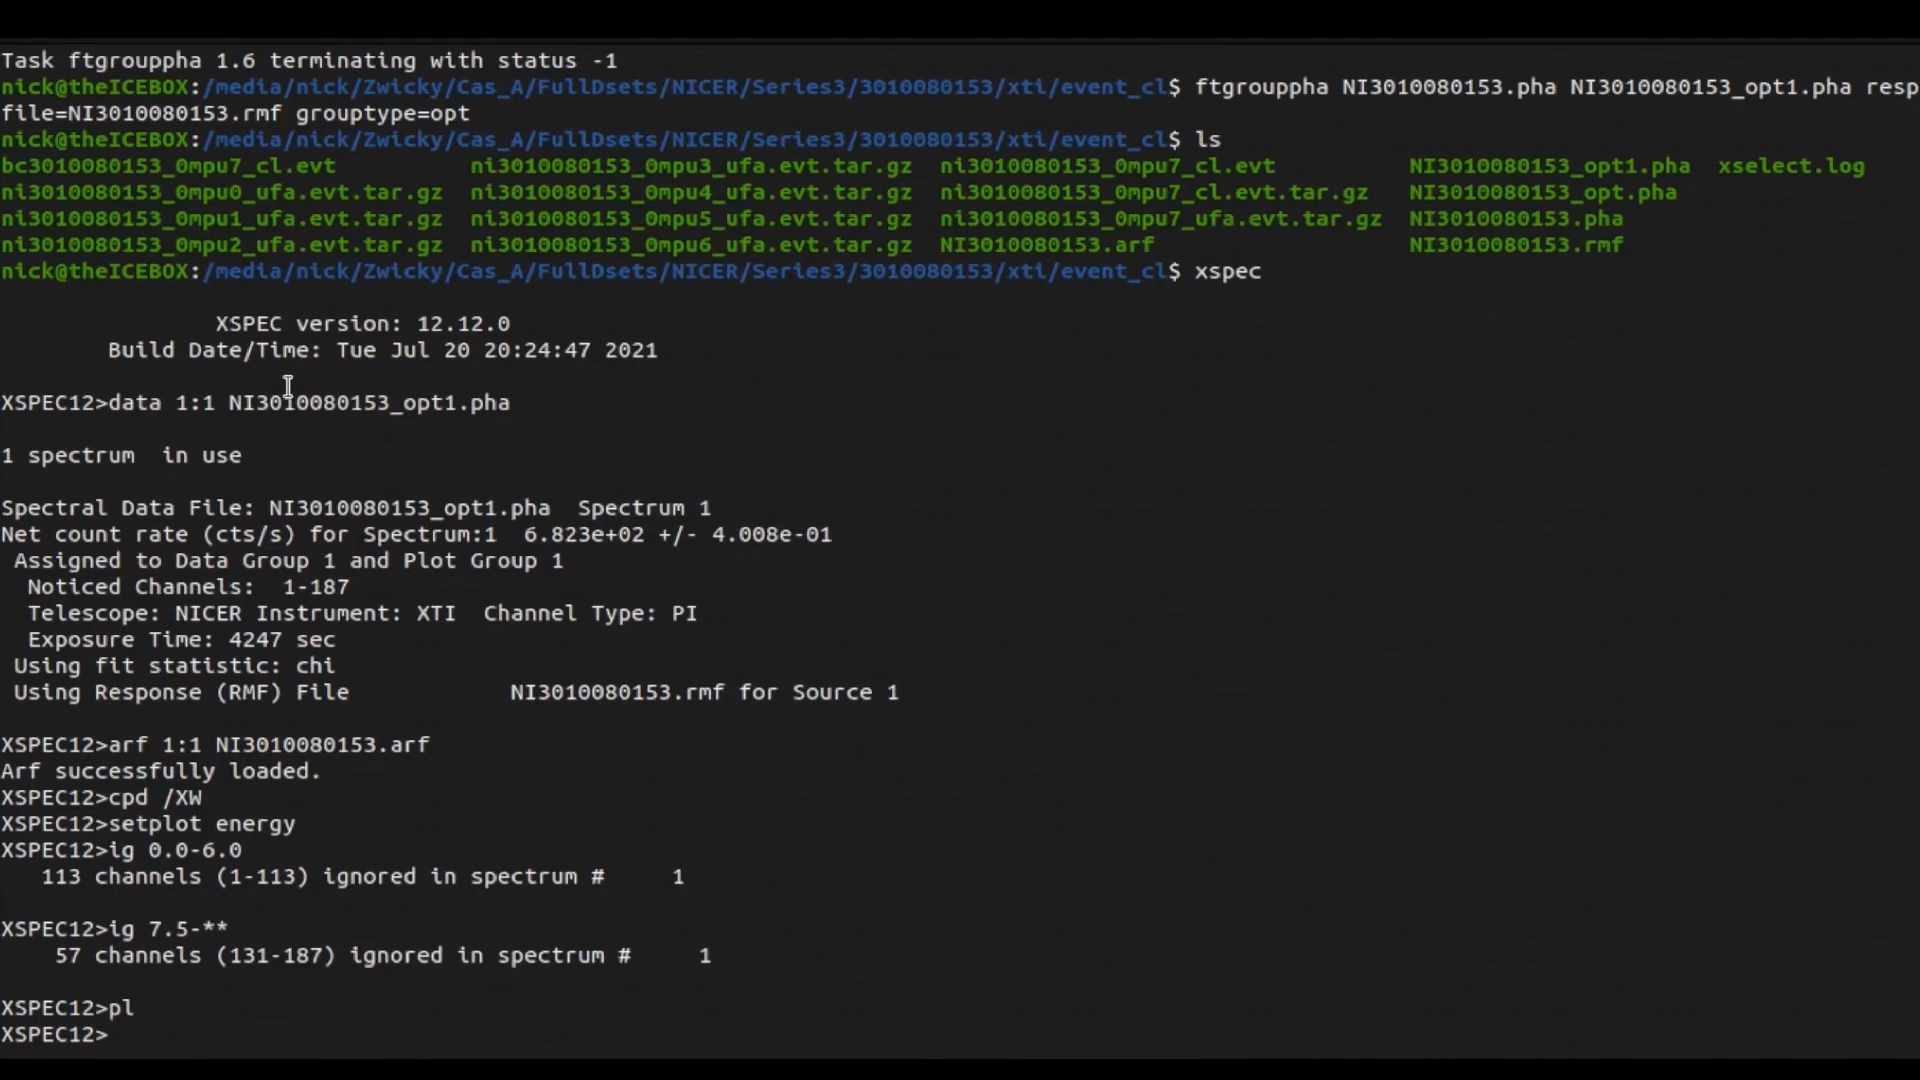 Task ftgrouppha 1.6 terminating with status -1
nick@theICEBOX:/media/nick/Zwicky/Cas_A/FullDsets/NICER/Series3/3010080153/xti/event_cl$ ftgrouppha NI3010080153.pha NI3010080153_opt1.pha resp
file=NI3010080153.rmf grouptype=opt
nick@theICEBOX:/media/nick/Zwicky/Cas_A/FullDsets/NICER/Series3/3010080153/xti/event_cl$ ls
bc3010080153_0mpu7_cl.evt ni3010080153_0mpu3_ufa.evt.tar.gz ni3010080153_0mpu7_cl.evt NI3010080153_opt1.pha xselect.log
ni3010080153_0mpu0_ufa.evt.tar.gz ni3010080153_0mpu4_ufa.evt.tar.gz ni3010080153_0mpu7_cl.evt.tar.gz NI3010080153_opt.pha
ni3010080153_0mpu1_ufa.evt.tar.gz ni3010080153_0mpu5_ufa.evt.tar.gz ni3010080153_0mpu7_ufa.evt.tar.gz NI3010080153.pha
ni3010080153_0mpu2_ufa.evt.tar.gz ni3010080153_0mpu6_ufa.evt.tar.gz NI3010080153.arf NI3010080153.rmf
nick@theICEBOX:/media/nick/Zwicky/Cas_A/FullDsets/NICER/Series3/3010080153/xti/event_cl$ xspec
XSPEC version: 12.12.0
Build Date/Time: Tue Jul 20 20:24:47 2021
XSPEC12>data 1:1 NI3010080153_opt1.pha
1 spectrum in use
Spectral Data File: NI3010080153_opt1.pha Spectrum 1
Net count rate (cts/s) for Spectrum:1 6.823e+02 +/- 4.008e-01
Assigned to Data Group 1 and Plot Group 1
Noticed Channels: 1-187
Telescope: NICER Instrument: XTI Channel Type: PI
Exposure Time: 4247 sec
Using fit statistic: chi
Using Response (RMF) File NI3010080153.rmf for Source 1
XSPEC12>arf 1:1 NI3010080153.arf
Arf successfully loaded.
XSPEC12>cpd /XW
XSPEC12>setplot energy
XSPEC12>ig 0.0-6.0
113 channels (1-113) ignored in spectrum # 1
XSPEC12>ig 7.5-**
57 channels (131-187) ignored in spectrum # 1
XSPEC12>pl
XSPEC12>